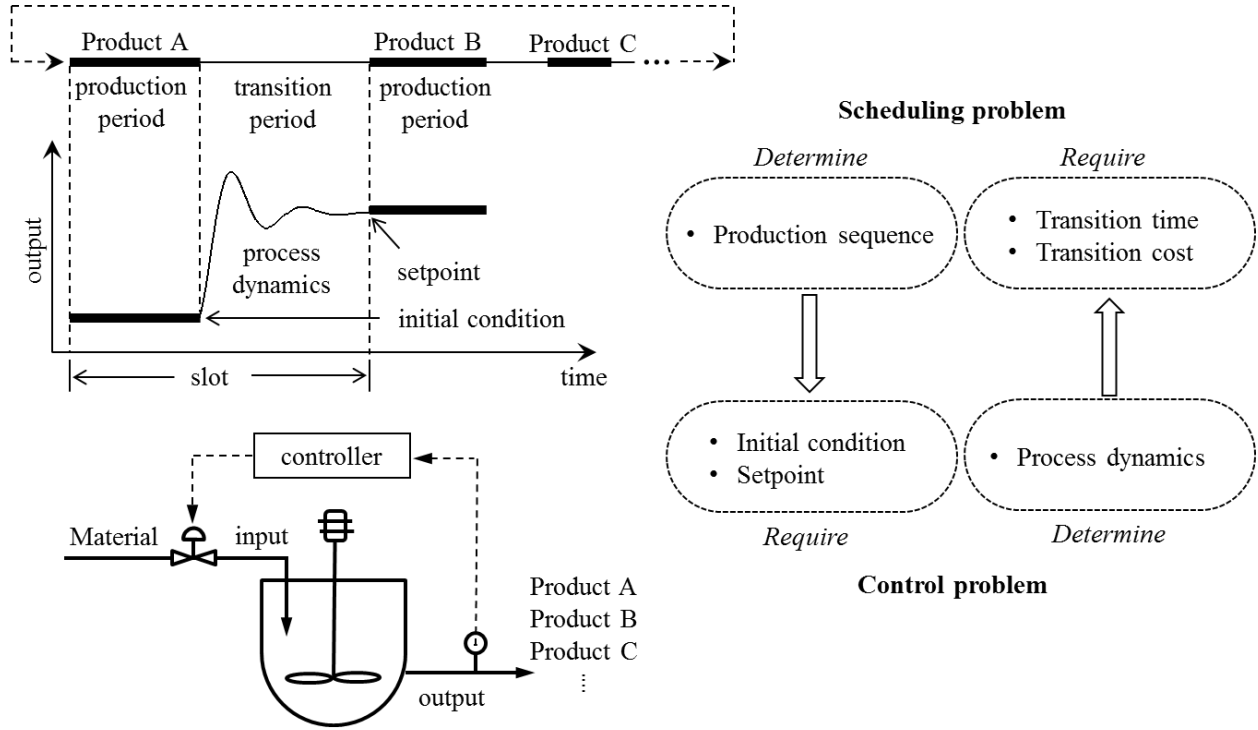 Product A
Product B
Product C
...
production
period
transition
period
production
period
output
process
dynamics
setpoint
initial condition
slot
time
controller
Material
input
output
Product A
Product B
Product C
⋮
Scheduling problem
Determine
Require
• Production sequence
• Transition time
• Transition cost
• Initial condition
• Setpoint
• Process dynamics
Require
Determine
Control problem